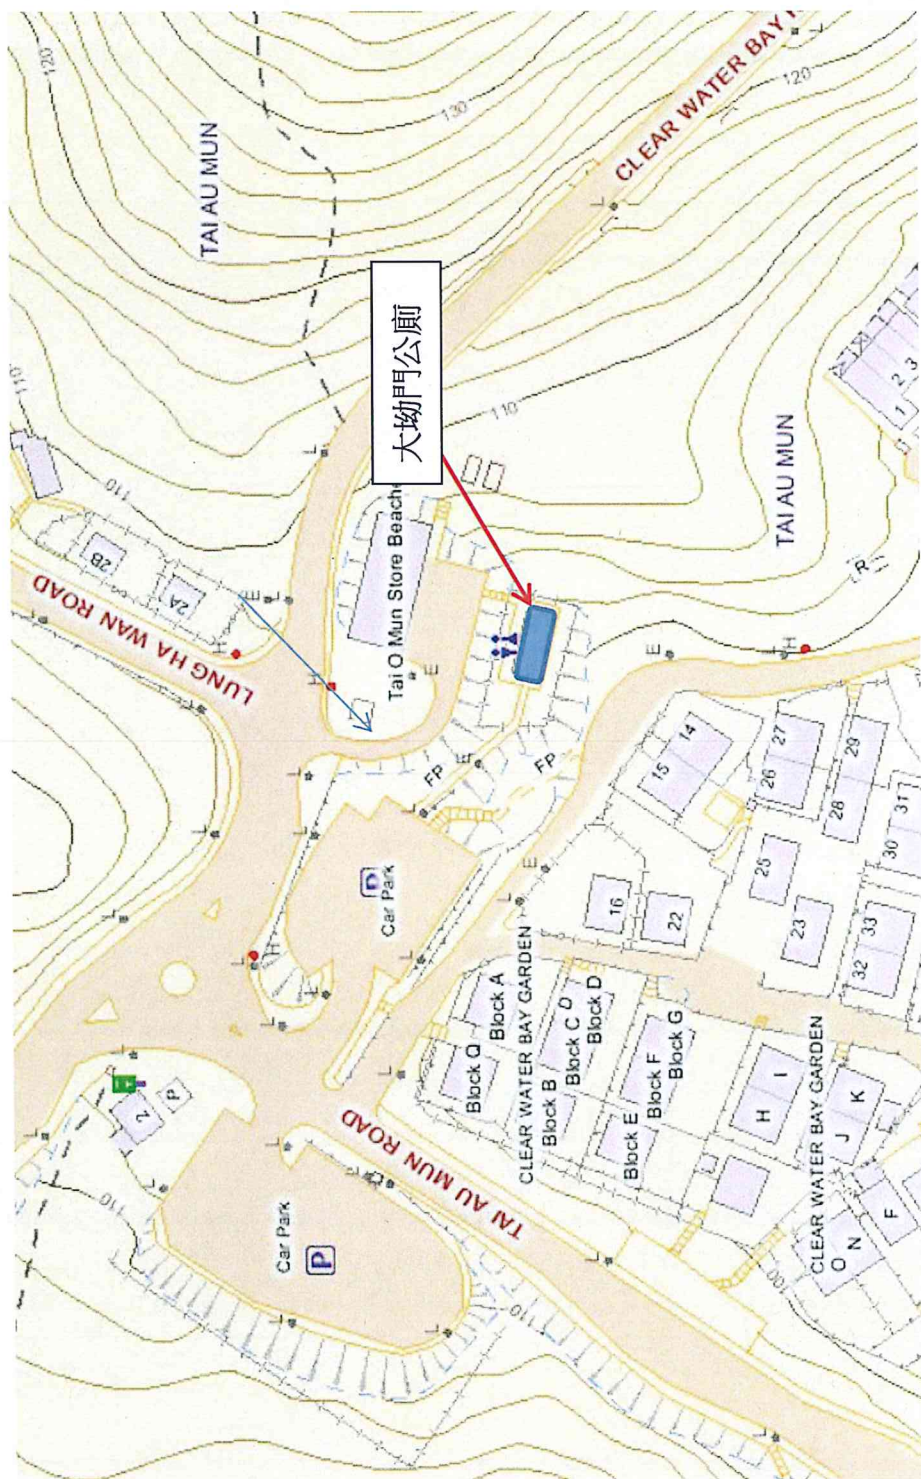 110
Car Park
P
TAI AU MUN ROAD
110
2
P
Car Park
P
LUNG HA WAN ROAD
2A
2B
110
120
TAI AU MUN
130
大坳門公廁
Tai O Mun Store Beache
FP
FP
110
CLEAR WATER BAY R
120
Block Q
Block A
CLEAR WATER BAY GARDEN
Block B
Block C
D
Block D
Block E
Block F
Block G
16
22
15
14
25
23
26
27
28
29
30
31
32
33
H
I
J
K
CLEAR WATER BAY GARDEN
O
N
F
100
TAI AU MUN
R
1
2
3